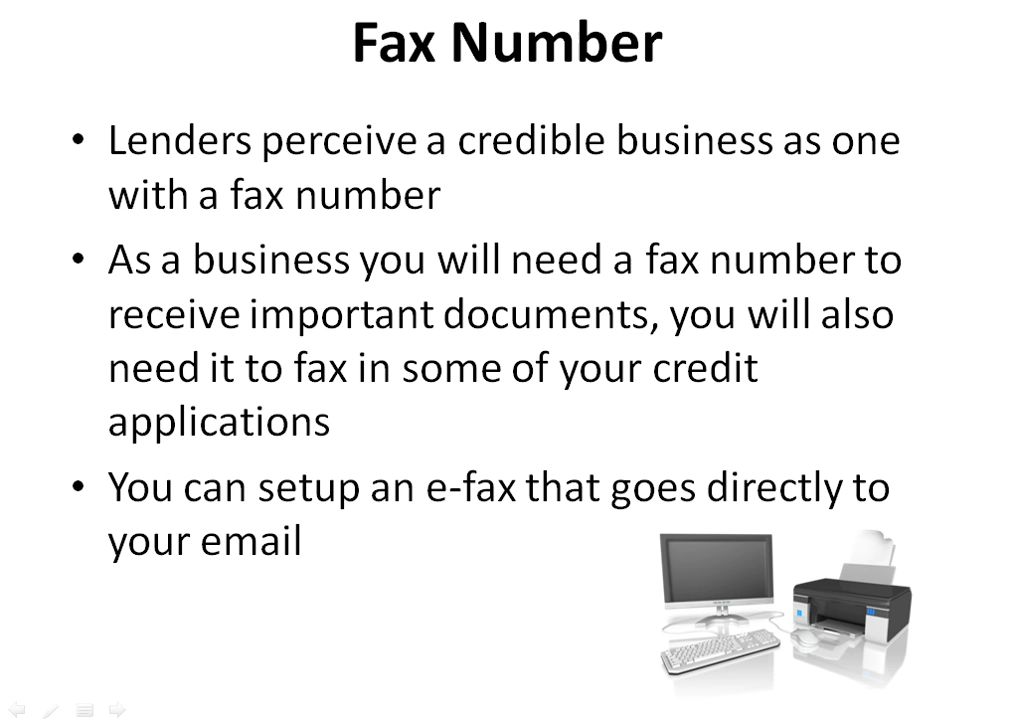 Fax Number
• Lenders perceive a credible business as one
with a fax number
• As a business you will need a fax number to
receive important documents, you will also
need it to fax in some of your credit
applications
• You can setup an e-fax that goes directly to
your email